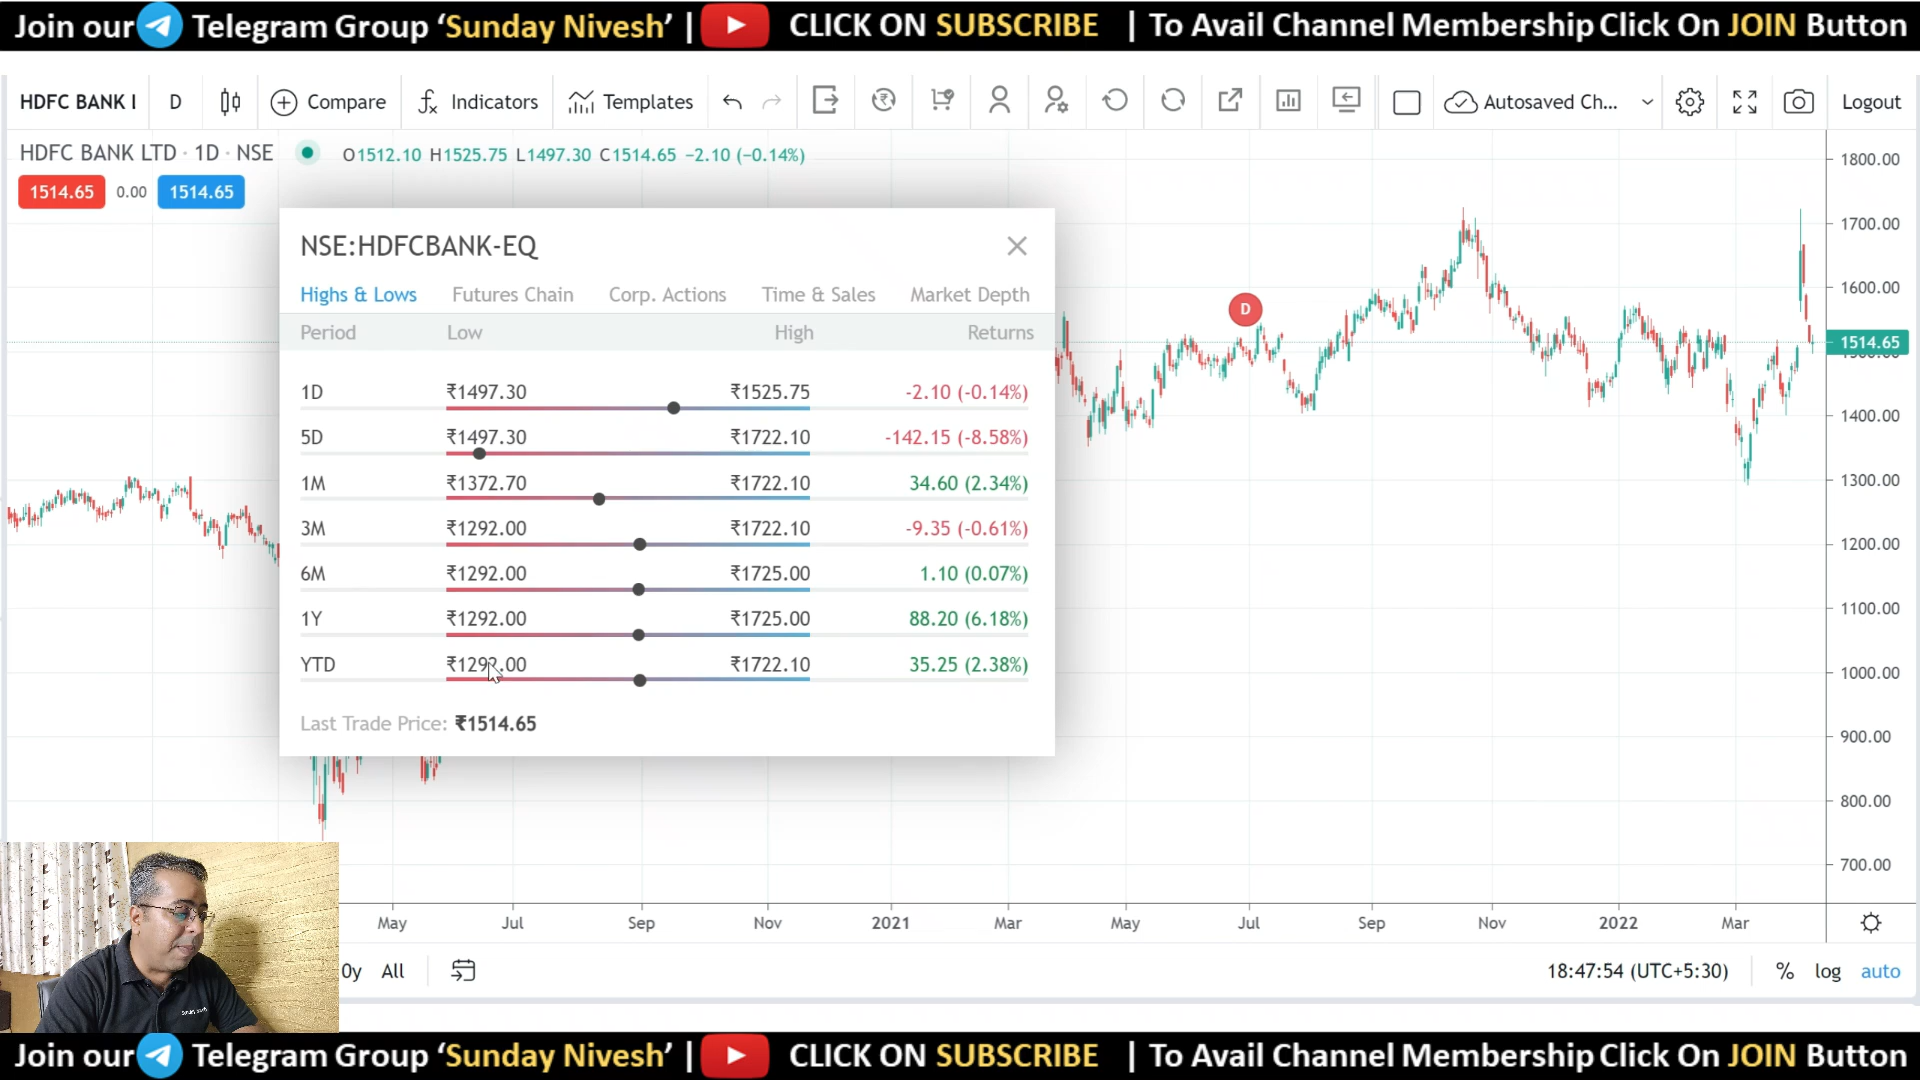 Join our Telegram Group ‘Sunday Nivesh’ | CLICK ON SUBSCRIBE | To Avail Channel Membership Click On JOIN Button
HDFC BANK I D Compare Indicators Templates Autosaved Ch... Logout
HDFC BANK LTD · 1D · NSE O1512.10 H1525.75 L1497.30 C1514.65 −2.10 (−0.14%)
1514.65 0.00 1514.65
1800.00
1700.00
1600.00
1514.65
1400.00
1300.00
1200.00
1100.00
1000.00
900.00
800.00
700.00
D
NSE:HDFCBANK-EQ
Highs & Lows Futures Chain Corp. Actions Time & Sales Market Depth
Period Low High Returns
1D ₹1497.30 ₹1525.75 -2.10 (-0.14%)
5D ₹1497.30 ₹1722.10 -142.15 (-8.58%)
1M ₹1372.70 ₹1722.10 34.60 (2.34%)
3M ₹1292.00 ₹1722.10 -9.35 (-0.61%)
6M ₹1292.00 ₹1725.00 1.10 (0.07%)
1Y ₹1292.00 ₹1725.00 88.20 (6.18%)
YTD ₹1292.00 ₹1722.10 35.25 (2.38%)
Last Trade Price: ₹1514.65
May Jul Sep Nov 2021 Mar May Jul Sep Nov 2022 Mar
0y All 18:47:54 (UTC+5:30) % log auto
Join our Telegram Group ‘Sunday Nivesh’ | CLICK ON SUBSCRIBE | To Avail Channel Membership Click On JOIN Button